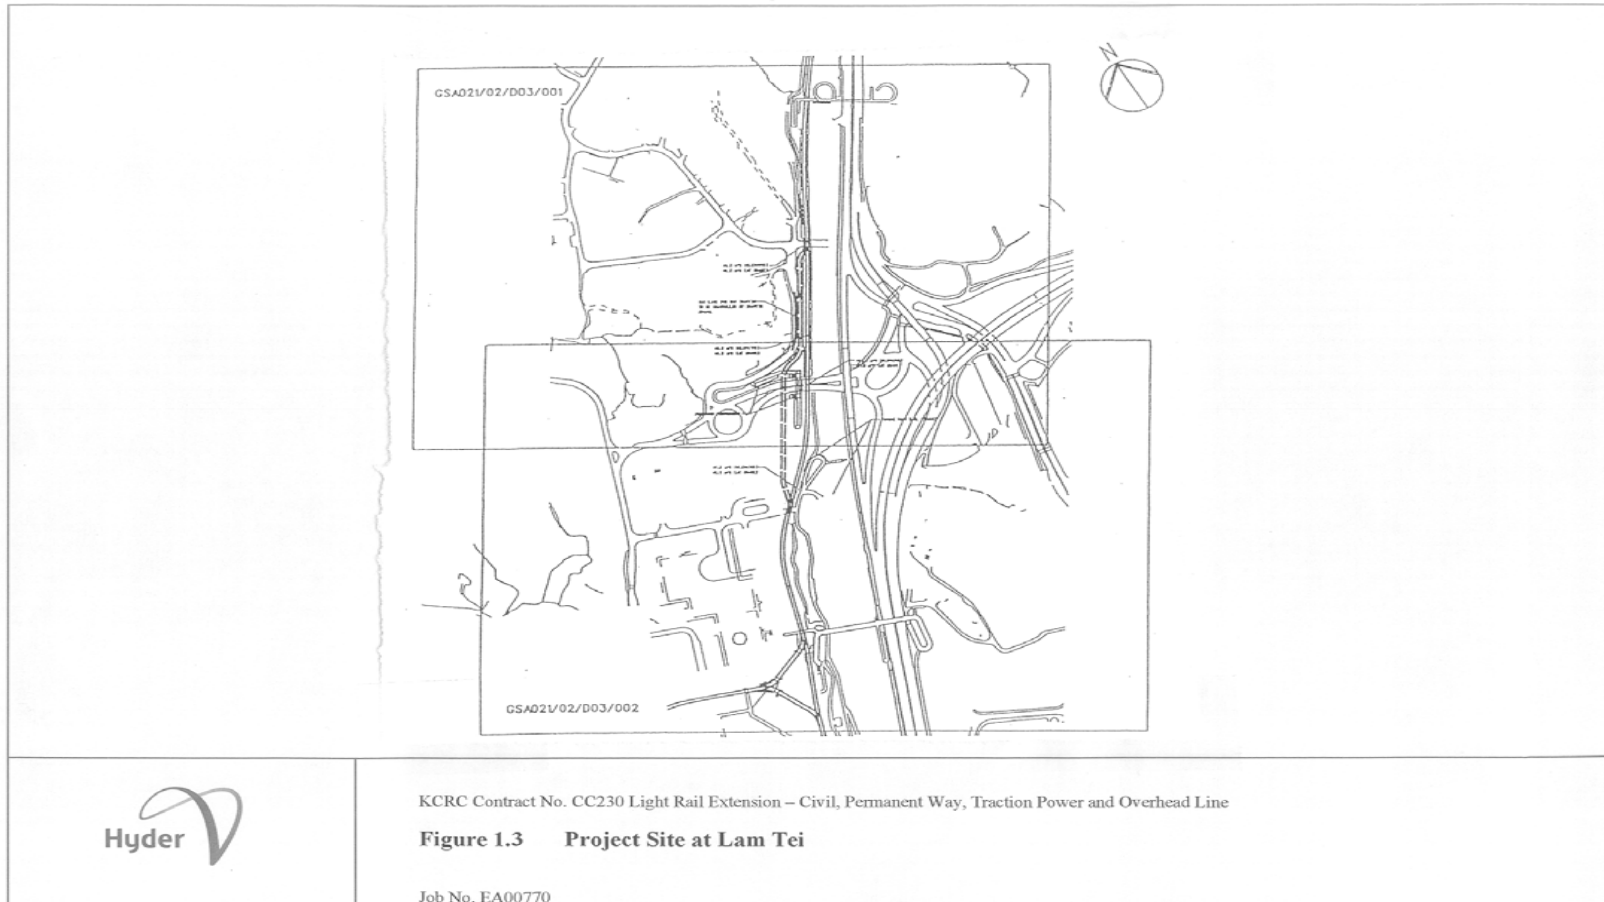 N
GSA021/02/D03/001
GSA021/02/D03/002
Hyder
KCRC Contract No. CC230 Light Rail Extension – Civil, Permanent Way, Traction Power and Overhead Line
Figure 1.3 Project Site at Lam Tei
Job No. EA00770